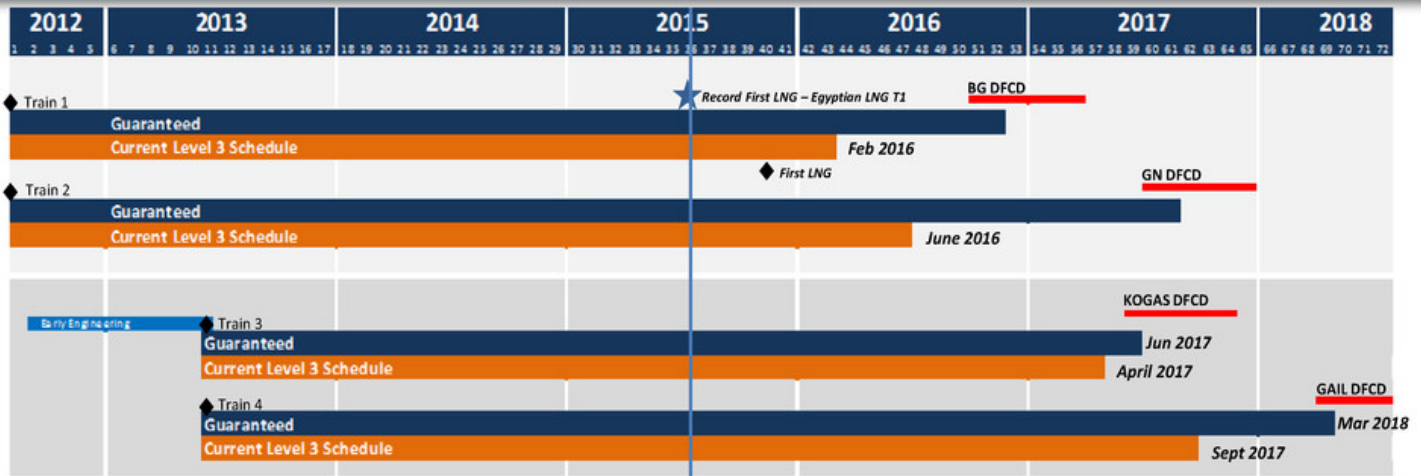 2012 2013 2014 2015 2016 2017 2018
1 2 3 4 5 6 7 8 9 10 11 12 13 14 15 16 17 18 19 20 21 22 23 24 25 26 27 28 29 30 31 32 33 34 35 36 37 38 39 40 41 42 43 44 45 46 47 48 49 50 51 52 53 54 55 56 57 58 59 60 61 62 63 64 65 66 67 68 69 70 71 72
BG DFCD
Train 1
Record First LNG – Egyptian LNG T1
Guaranteed
Current Level 3 Schedule
Feb 2016
First LNG
GN DFCD
Train 2
Guaranteed
Current Level 3 Schedule
June 2016
KOGAS DFCD
Early Engineering
Train 3
Guaranteed
Jun 2017
Current Level 3 Schedule
April 2017
GAIL DFCD
Train 4
Guaranteed
Mar 2018
Current Level 3 Schedule
Sept 2017